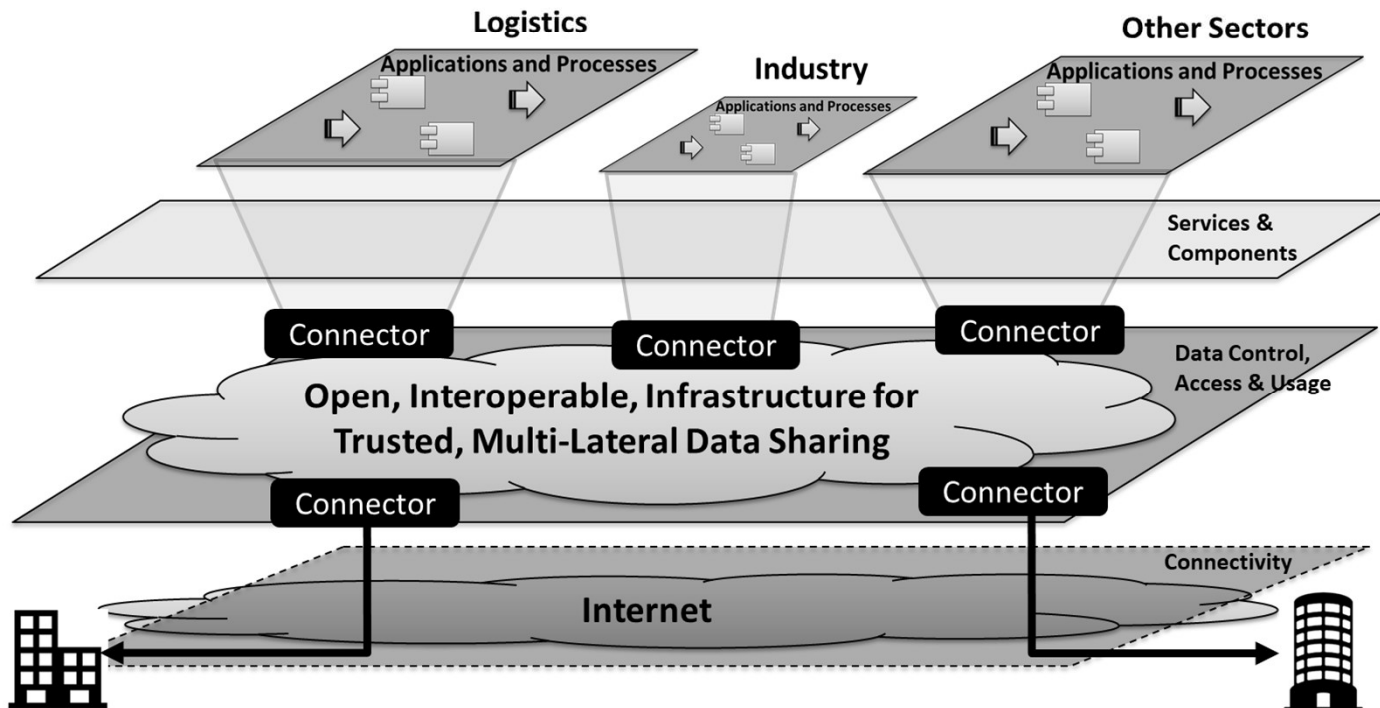 Logistics
Applications and Processes
Industry
Applications and Processes
Other Sectors
Applications and Processes
Services &
Components
Connector
Connector
Connector
Data Control,
Access & Usage
Open, Interoperable, Infrastructure for
Trusted, Multi-Lateral Data Sharing
Connector
Connector
Connectivity
Internet